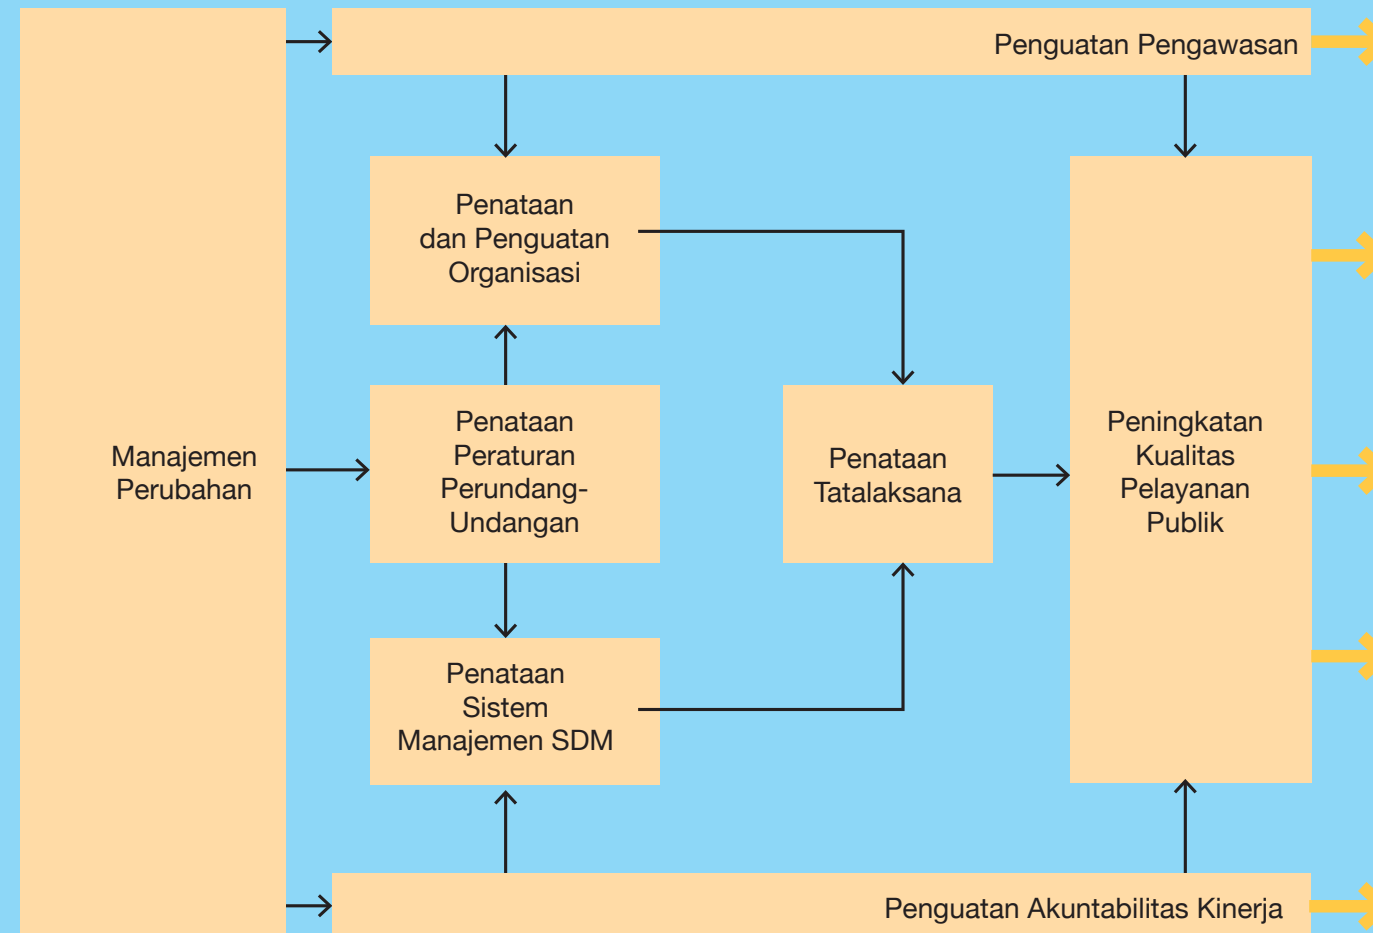 Penguatan Pengawasan
Penataan
dan Penguatan
Organisasi
Manajemen
Perubahan
Penataan
Peraturan
Perundang-
Undangan
Penataan
Tatalaksana
Peningkatan
Kualitas
Pelayanan
Publik
Penataan
Sistem
Manajemen SDM
Penguatan Akuntabilitas Kinerja